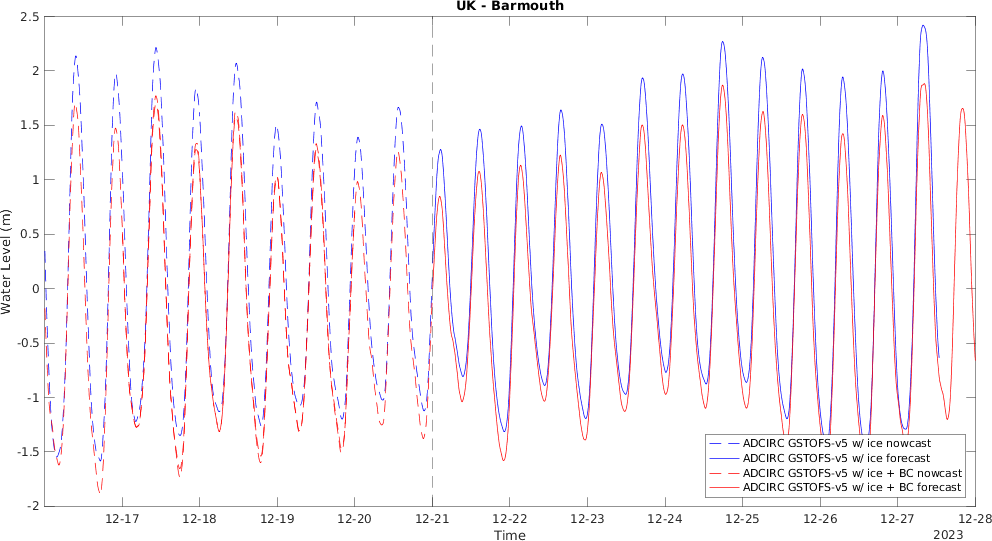 UK - Barmouth
2.5
2
1.5
1
0.5
0
-0.5
-1
-1.5
-2
Water Level (m)
12-17 12-18 12-19 12-20 12-21 12-22 12-23 12-24 12-25 12-26 12-27 12-28
Time
2023
ADCIRC GSTOFS-v5 w/ ice nowcast
ADCIRC GSTOFS-v5 w/ ice forecast
ADCIRC GSTOFS-v5 w/ ice + BC nowcast
ADCIRC GSTOFS-v5 w/ ice + BC forecast